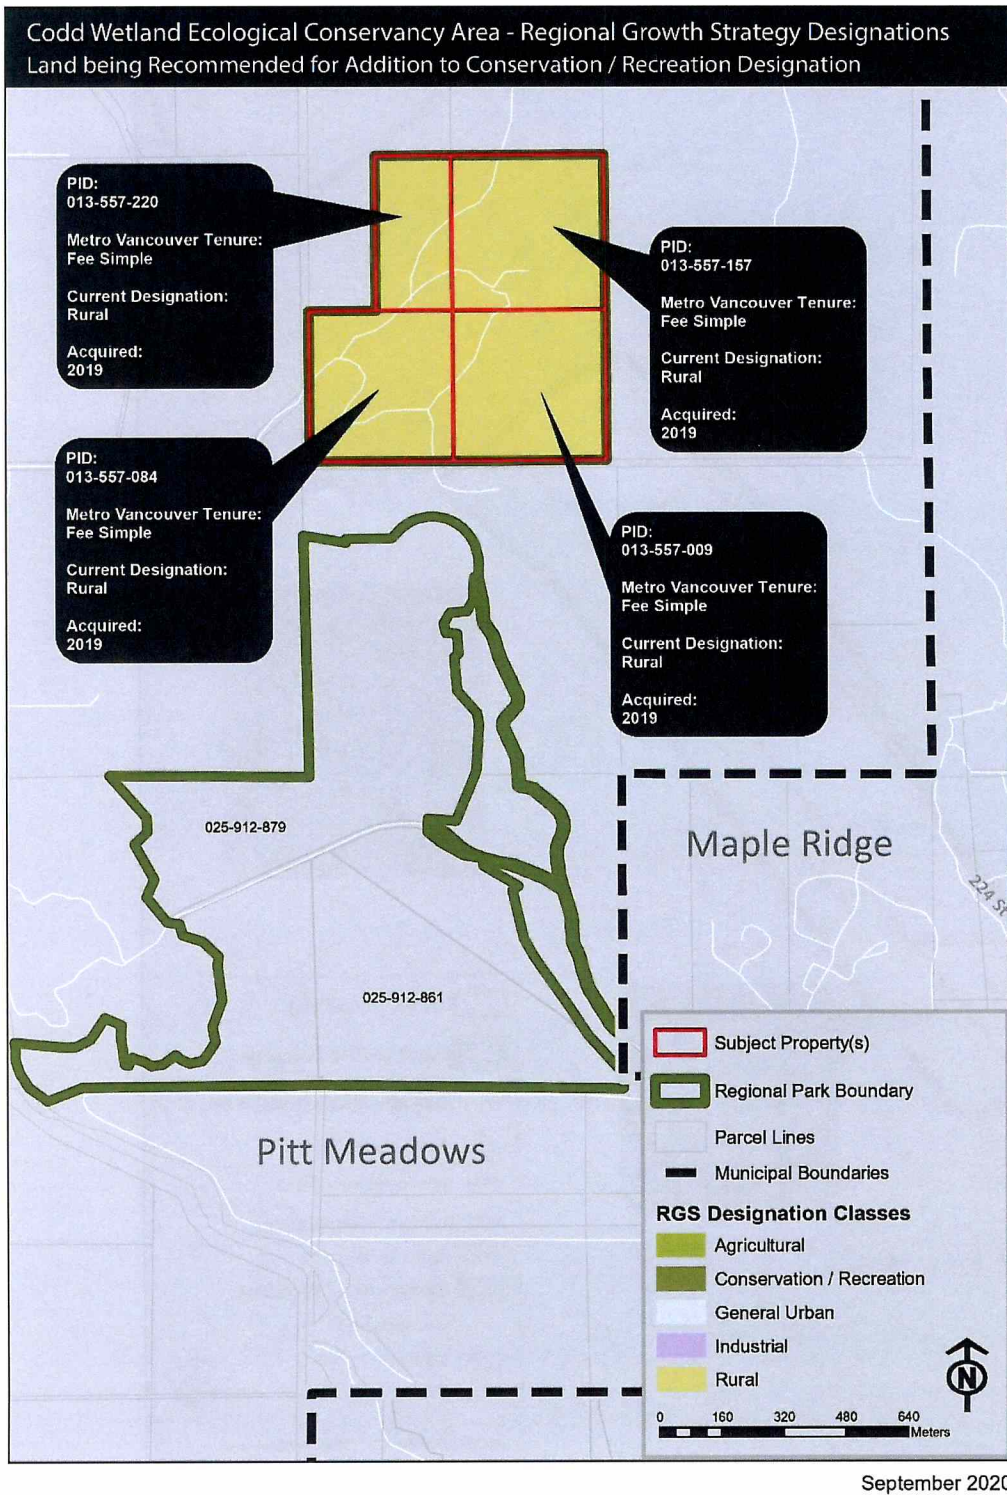 Codd Wetland Ecological Conservancy Area - Regional Growth Strategy Designations
Land being Recommended for Addition to Conservation / Recreation Designation
PID:
013-557-220
Metro Vancouver Tenure:
Fee Simple
Current Designation:
Rural
Acquired:
2019
PID:
013-557-157
Metro Vancouver Tenure:
Fee Simple
Current Designation:
Rural
Acquired:
2019
PID:
013-557-084
Metro Vancouver Tenure:
Fee Simple
Current Designation:
Rural
Acquired:
2019
PID:
013-557-009
Metro Vancouver Tenure:
Fee Simple
Current Designation:
Rural
Acquired:
2019
025-912-879
Maple Ridge
224 St
025-912-861
Pitt Meadows
Subject Property(s)
Regional Park Boundary
Parcel Lines
Municipal Boundaries
RGS Designation Classes
Agricultural
Conservation / Recreation
General Urban
Industrial
Rural
N
0 160 320 480 640
Meters
September 2020